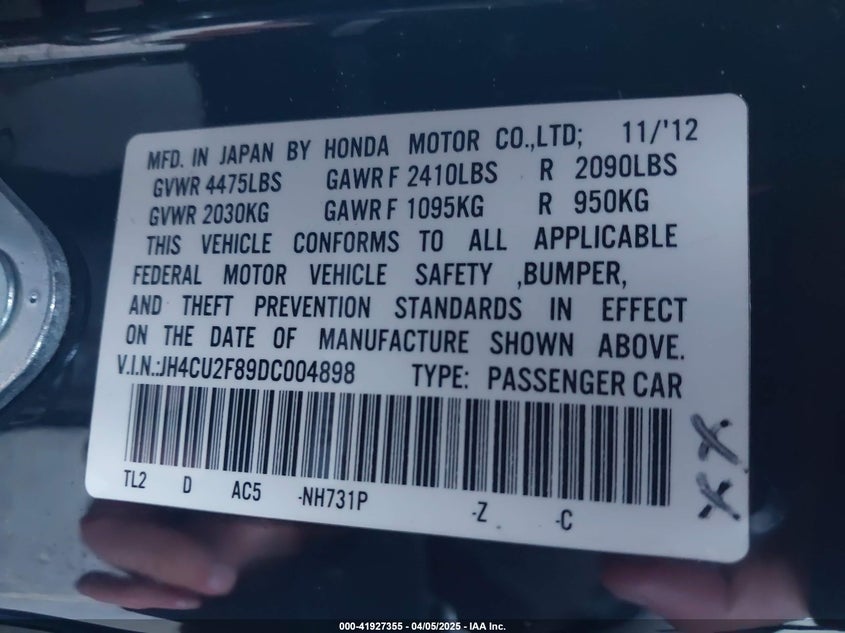 MFD. IN JAPAN BY HONDA MOTOR CO.,LTD; 11/'12
GVWR 4475LBS GAWR F 2410LBS R 2090LBS
GVWR 2030KG GAWR F 1095KG R 950KG
THIS VEHICLE CONFORMS TO ALL APPLICABLE
FEDERAL MOTOR VEHICLE SAFETY ,BUMPER,
AND THEFT PREVENTION STANDARDS IN EFFECT
ON THE DATE OF MANUFACTURE SHOWN ABOVE.
V.I.N.:JH4CU2F89DC004898 TYPE: PASSENGER CAR
TL2 D AC5 -NH731P -Z -C
000-41927355 - 04/05/2025 - IAA Inc.